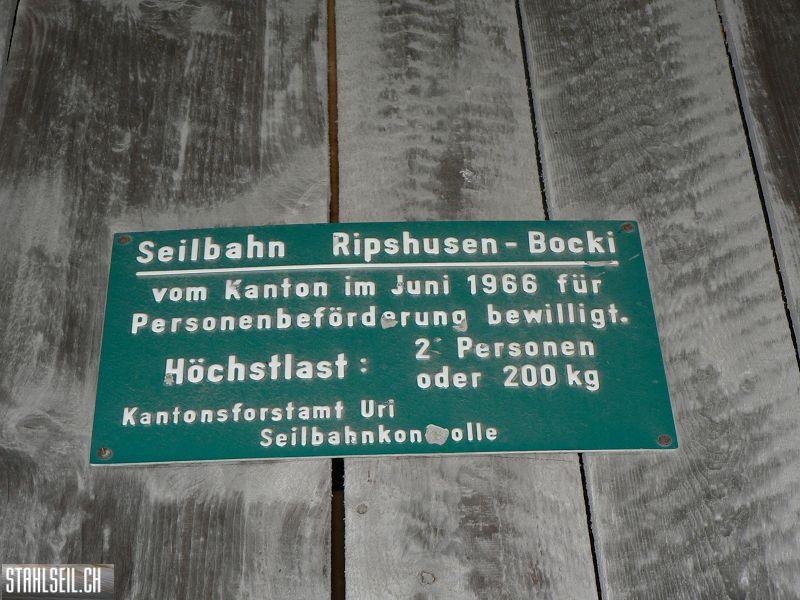 Seilbahn Ripshusen - Bocki
vom Kanton im Juni 1966 für
Personenbeförderung bewilligt.
Höchstlast : 2 Personen
oder 200 kg
Kantonsforstamt Uri
STAHLSEIL.CH